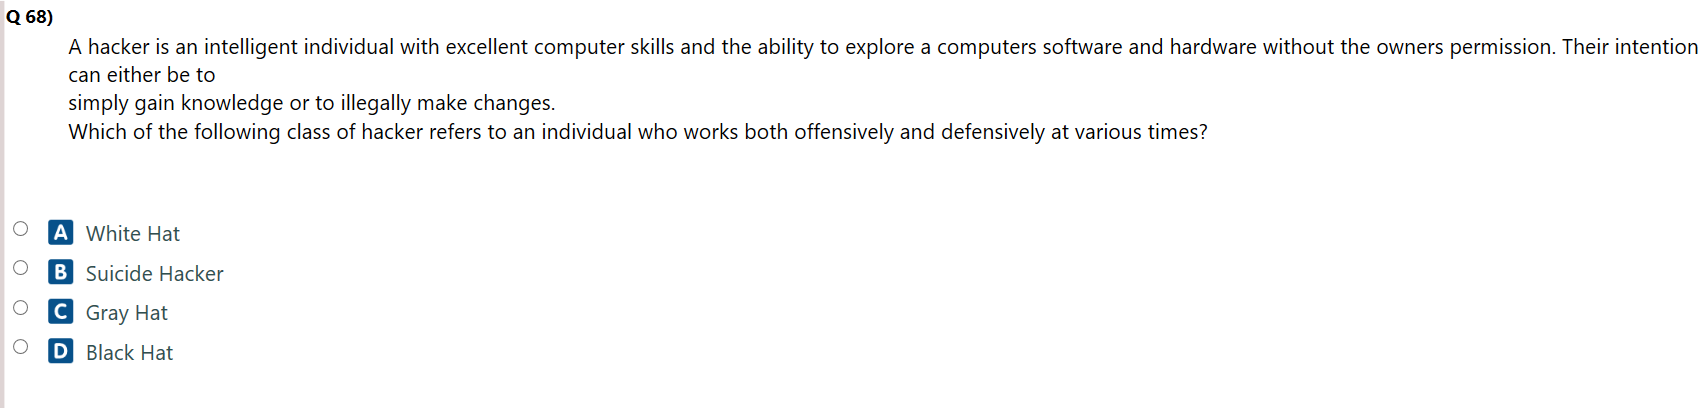 Q 68)
A hacker is an intelligent individual with excellent computer skills and the ability to explore a computers software and hardware without the owners permission. Their intention
can either be to
simply gain knowledge or to illegally make changes.
Which of the following class of hacker refers to an individual who works both offensively and defensively at various times?
A White Hat
B Suicide Hacker
C Gray Hat
D Black Hat